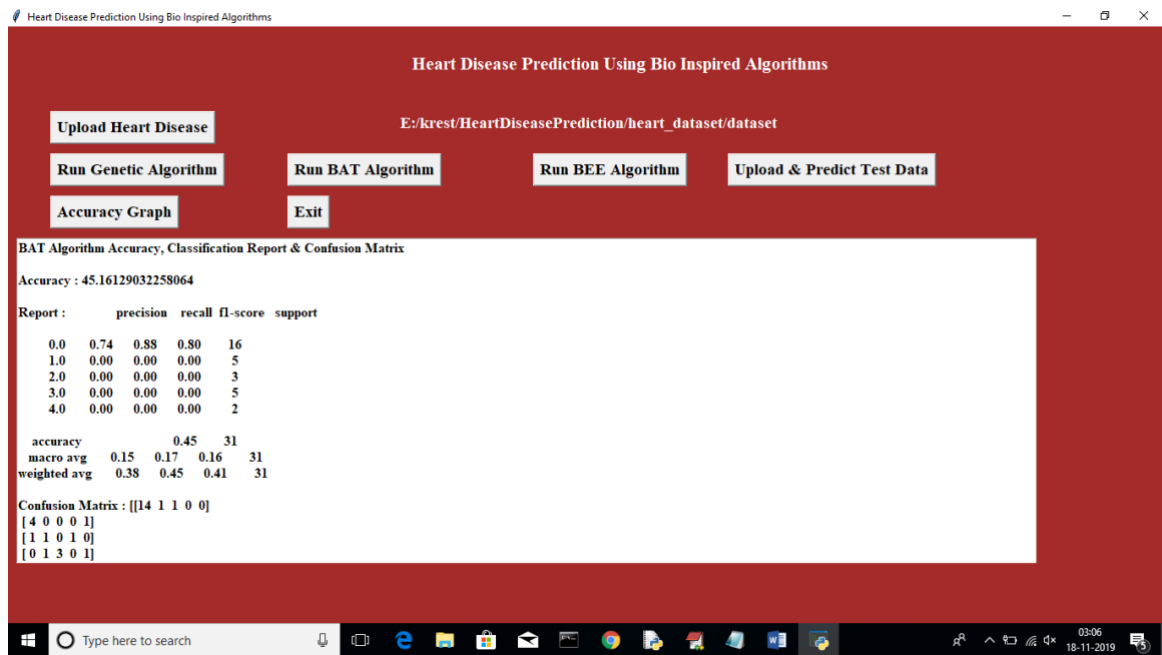 Heart Disease Prediction Using Bio Inspired Algorithms
Heart Disease Prediction Using Bio Inspired Algorithms
Upload Heart Disease E:/krest/HeartDiseasePrediction/heart_dataset/dataset
Run Genetic Algorithm Run BAT Algorithm Run BEE Algorithm Upload & Predict Test Data
Accuracy Graph Exit
BAT Algorithm Accuracy, Classification Report & Confusion Matrix
Accuracy : 45.16129032258064
Report : precision recall f1-score support
0.0 0.74 0.88 0.80 16
1.0 0.00 0.00 0.00 5
2.0 0.00 0.00 0.00 3
3.0 0.00 0.00 0.00 5
4.0 0.00 0.00 0.00 2
accuracy 0.45 31
macro avg 0.15 0.17 0.16 31
weighted avg 0.38 0.45 0.41 31
Confusion Matrix : [[14 1 1 0 0]
[ 4 0 0 0 1]
[ 1 1 0 1 0]
[ 0 1 3 0 1]
Type here to search
03:06
18-11-2019
5